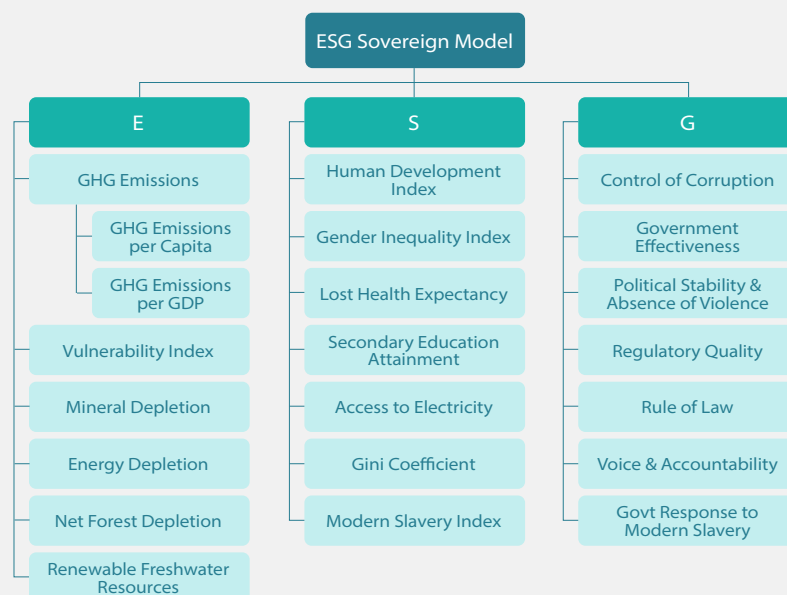 ESG Sovereign Model
E
GHG Emissions
GHG Emissions
per Capita
GHG Emissions
per GDP
Vulnerability Index
Mineral Depletion
Energy Depletion
Net Forest Depletion
Renewable Freshwater
Resources
S
Human Development
Index
Gender Inequality Index
Lost Health Expectancy
Secondary Education
Attainment
Access to Electricity
Gini Coefficient
Modern Slavery Index
G
Control of Corruption
Government
Effectiveness
Political Stability &
Absence of Violence
Regulatory Quality
Rule of Law
Voice & Accountability
Govt Response to
Modern Slavery